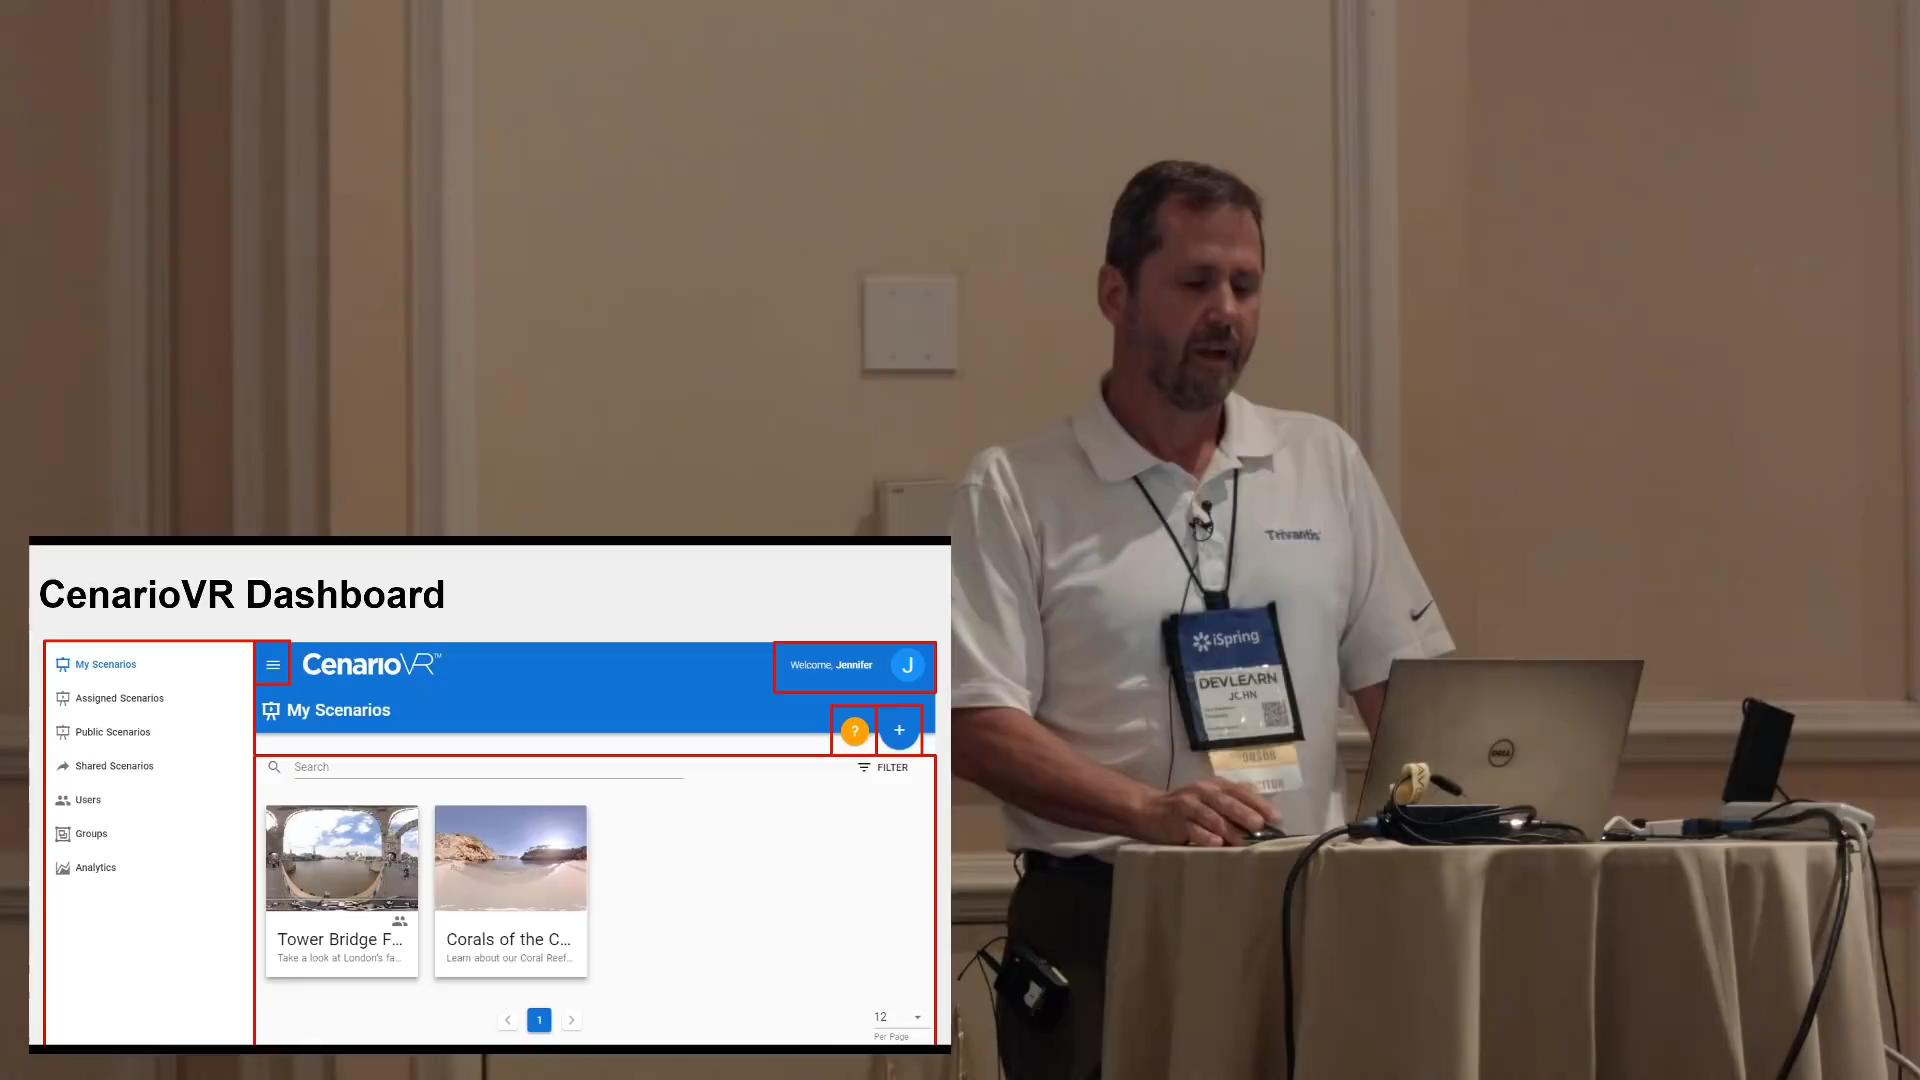 CenarioVR Dashboard
My Scenarios
Assigned Scenarios
Public Scenarios
Shared Scenarios
Users
Groups
Analytics
CenarioVR™
Welcome, Jennifer
J
My Scenarios
?
+
Search
FILTER
Tower Bridge F...
Take a look at London's fa...
Corals of the C...
Learn about our Coral Reef...
1
12
Per Page
Trivantis
iSpring
DEVLEARN
JOHN
DELL